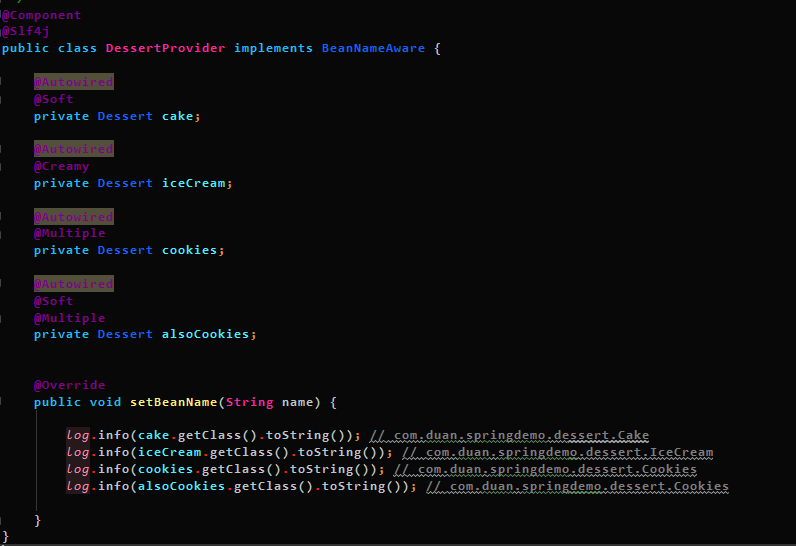 @Component
@Slf4j
public class DessertProvider implements BeanNameAware {
@Autowired
@Soft
private Dessert cake;
@Autowired
@Creamy
private Dessert iceCream;
@Autowired
@Multiple
private Dessert cookies;
@Autowired
@Soft
@Multiple
private Dessert alsoCookies;
@Override
public void setBeanName(String name) {
log.info(cake.getClass().toString()); // com.duan.springdemo.dessert.Cake
log.info(iceCream.getClass().toString()); // com.duan.springdemo.dessert.IceCream
log.info(cookies.getClass().toString()); // com.duan.springdemo.dessert.Cookies
log.info(alsoCookies.getClass().toString()); // com.duan.springdemo.dessert.Cookies
}
}